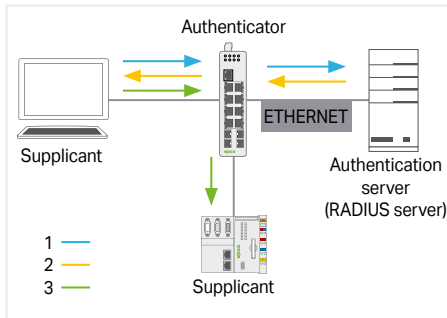 Authenticator
ETHERNET
Supplicant
Authentication
server
(RADIUS server)
1
2
3
Supplicant